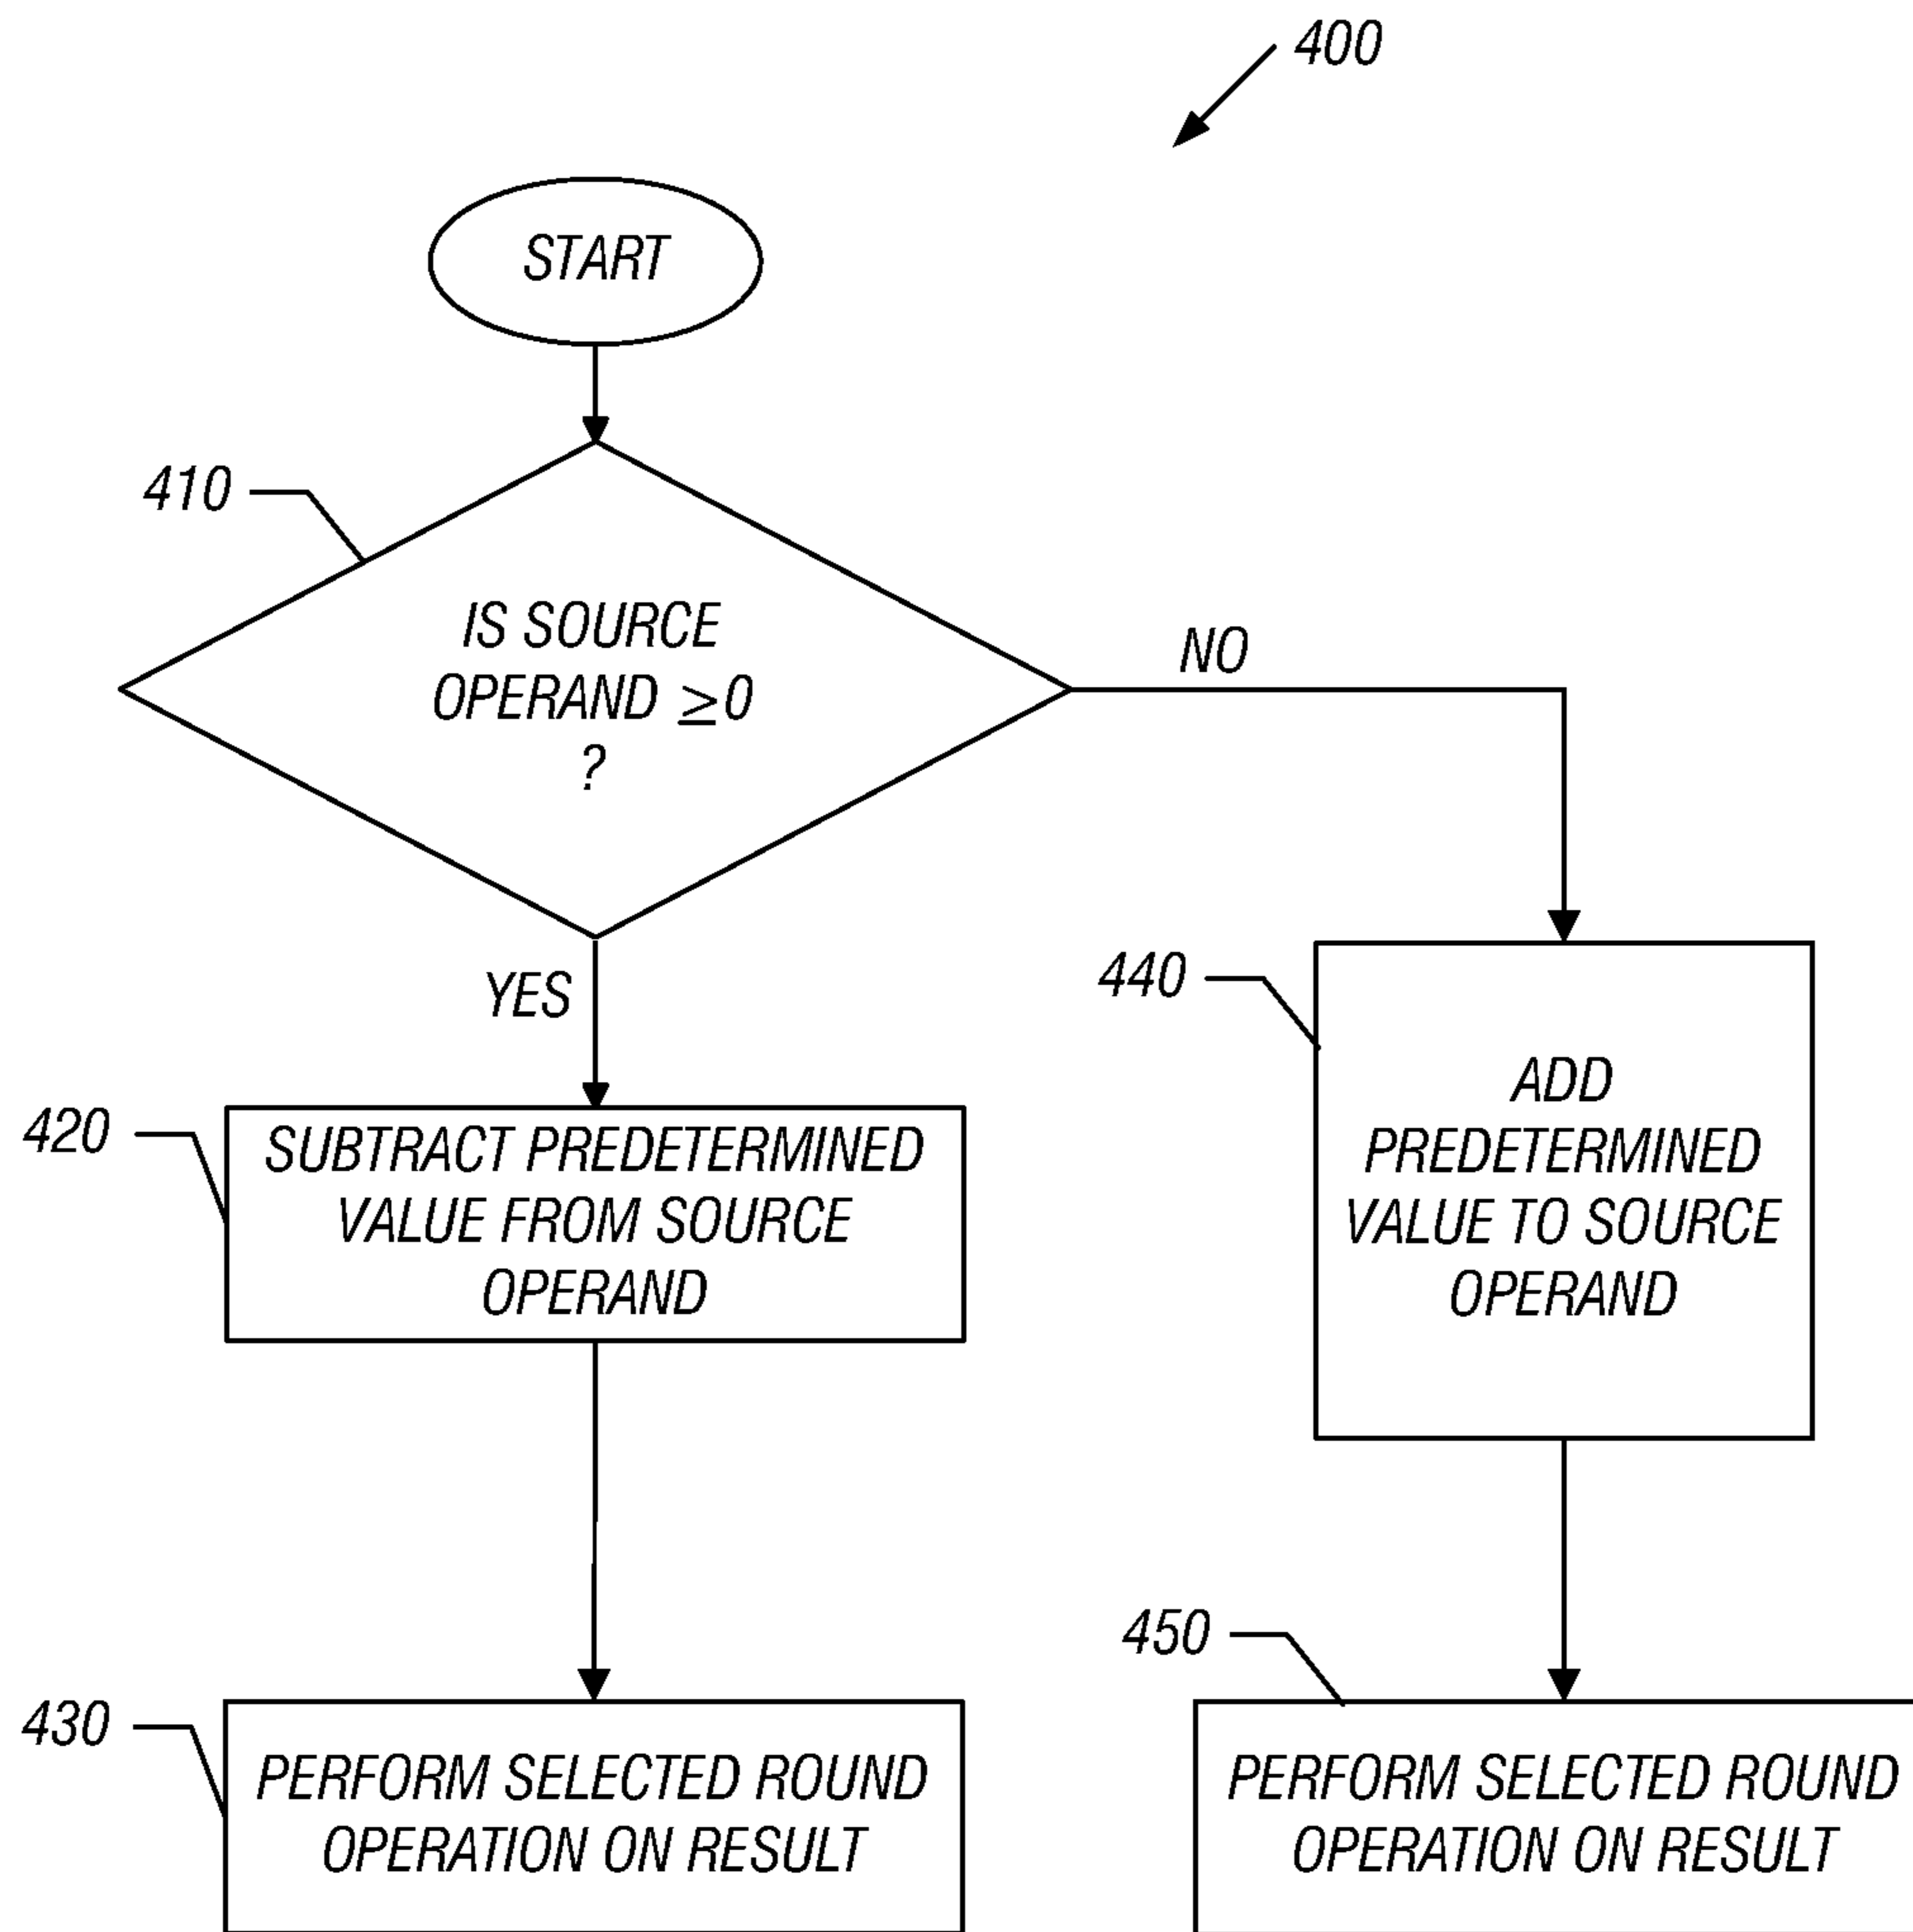 400
START
410
IS SOURCE
OPERAND ≥0
?
NO
YES
440
ADD
PREDETERMINED
VALUE TO SOURCE
OPERAND
420
SUBTRACT PREDETERMINED
VALUE FROM SOURCE
OPERAND
450
430
PERFORM SELECTED ROUND
OPERATION ON RESULT
PERFORM SELECTED ROUND
OPERATION ON RESULT